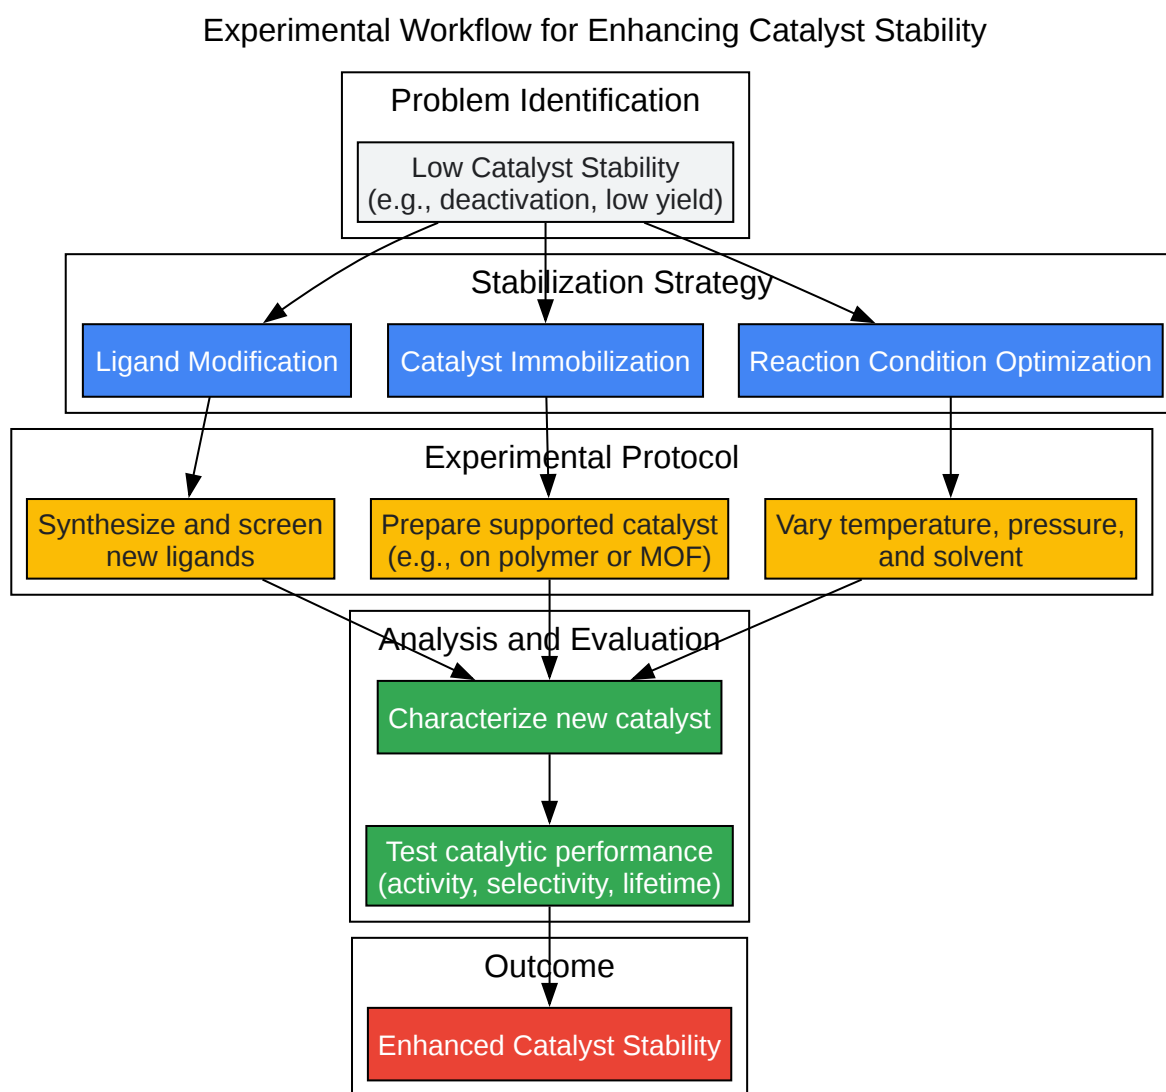 Experimental Workflow for Enhancing Catalyst Stability
Problem Identification
Low Catalyst Stability
(e.g., deactivation, low yield)
Stabilization Strategy
Ligand Modification
Catalyst Immobilization
Reaction Condition Optimization
Experimental Protocol
Synthesize and screen
new ligands
Prepare supported catalyst
(e.g., on polymer or MOF)
Vary temperature, pressure,
and solvent
Analysis and Evaluation
Characterize new catalyst
Test catalytic performance
(activity, selectivity, lifetime)
Outcome
Enhanced Catalyst Stability